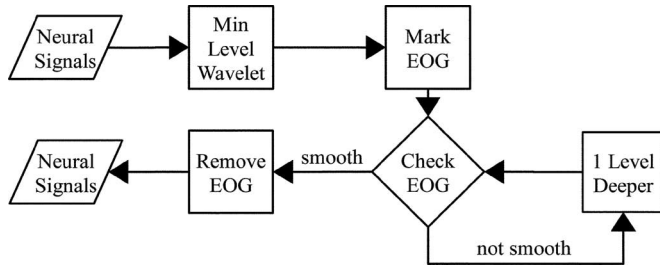 Neural
Signals
Min
Level
Wavelet
Mark
EOG
Neural
Signals
Remove
EOG
smooth
Check
EOG
1 Level
Deeper
not smooth